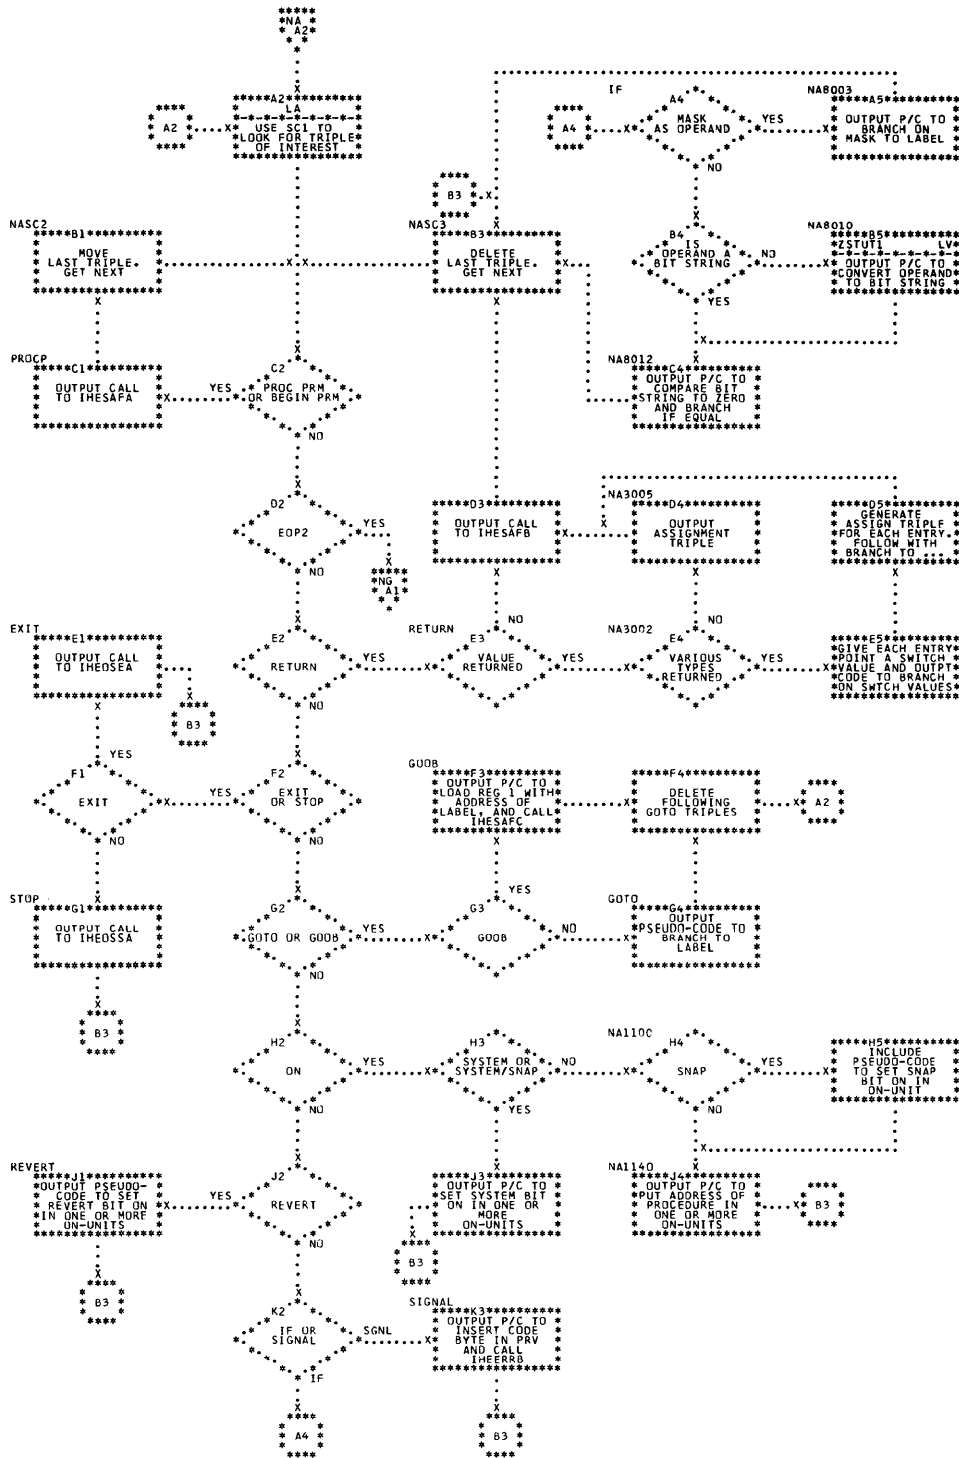 NA
A2
A2
LA
USE SC1 TO
LOOK FOR TRIPLE
OF INTEREST
A2
IF
A4
MASK
AS OPERAND
YES
NO
A4
NA8003
A5
OUTPUT P/C TO
BRANCH ON
MASK TO LABEL
B3
NASC2
B1
MOVE
LAST TRIPLE.
GET NEXT
NASC3
B3
DELETE
LAST TRIPLE.
GET NEXT
B4
IS
OPERAND A
BIT STRING
NO
YES
NA8010
B5
ZSTUT1 LV
OUTPUT P/C TO
CONVERT OPERAND
TO BIT STRING
PROCP
C1
OUTPUT CALL
TO IHESAFA
YES
C2
PROC PRM
OR BEGIN PRM
NO
NA8012
C4
OUTPUT P/C TO
COMPARE BIT
STRING TO ZERO
AND BRANCH
IF EQUAL
D2
EOP2
YES
NO
NG
A1
D3
OUTPUT CALL
TO IHESAFB
NA3005
D4
OUTPUT
ASSIGNMENT
TRIPLE
D5
GENERATE
ASSIGN TRIPLE
FOR EACH ENTRY.
FOLLOW WITH
BRANCH TO ...
EXIT
E1
OUTPUT CALL
TO IHEOSEA
B3
E2
RETURN
YES
NO
RETURN
E3
VALUE
RETURNED
NO
YES
NA3002
E4
VARIOUS
TYPES
RETURNED
NO
YES
E5
GIVE EACH ENTRY
POINT A SWITCH
VALUE AND OUTPT
CODE TO BRANCH
ON SWTCH VALUES
F1
EXIT
YES
NO
YES
F2
EXIT
OR STOP
NO
GOOB
F3
OUTPUT P/C TO
LOAD REG 1 WITH
ADDRESS OF
LABEL, AND CALL
IHESAFC
F4
DELETE
FOLLOWING
GOTO TRIPLES
A2
STOP
G1
OUTPUT CALL
TO IHEOSSA
B3
G2
GOTO OR GOOB
YES
NO
G3
GOOB
YES
NO
GOTO
G4
OUTPUT
PSEUDO-CODE TO
BRANCH TO
LABEL
H2
ON
YES
NO
H3
SYSTEM OR
SYSTEM/SNAP
NO
YES
NA1100
H4
SNAP
YES
NO
H5
INCLUDE
PSEUDO-CODE
TO SET SNAP
BIT ON IN
ON-UNIT
REVERT
J1
OUTPUT PSEUDO-
CODE TO SET
REVERT BIT ON
IN ONE OR MORE
ON-UNITS
B3
YES
J2
REVERT
NO
J3
OUTPUT P/C TO
SET SYSTEM BIT
ON IN ONE OR
MORE
ON-UNITS
B3
NA1140
J4
OUTPUT P/C TO
PUT ADDRESS OF
PROCEDURE IN
ONE OR MORE
ON-UNITS
B3
K2
IF OR
SIGNAL
SGNL
IF
A4
SIGNAL
K3
OUTPUT P/C TO
INSERT CODE
BYTE IN PRV
AND CALL
IHEERRB
B3